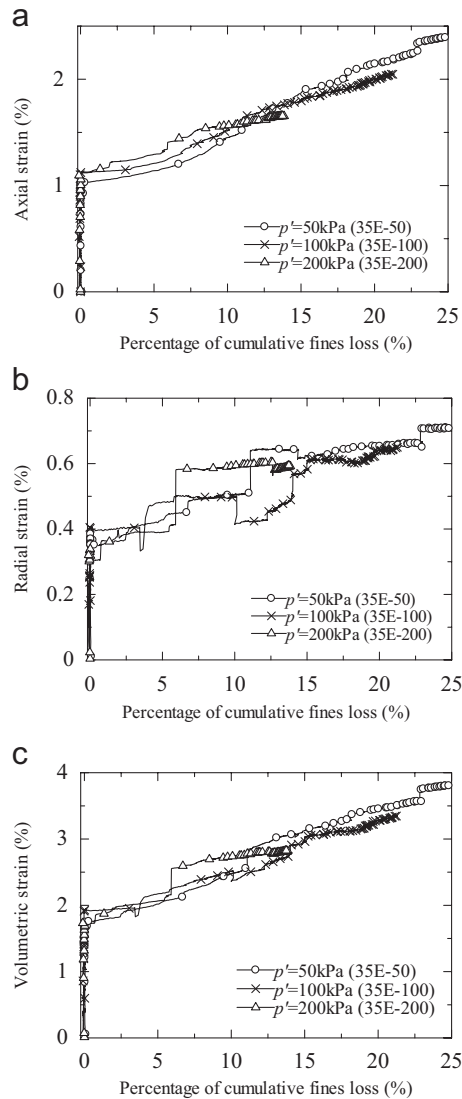 a
2
1
0
Axial strain (%)
p'=50kPa (35E-50)
p'=100kPa (35E-100)
p'=200kPa (35E-200)
0 5 10 15 20 25
Percentage of cumulative fines loss (%)
b
0.8
0.6
0.4
0.2
0
Radial strain (%)
p'=50kPa (35E-50)
p'=100kPa (35E-100)
p'=200kPa (35E-200)
0 5 10 15 20 25
Percentage of cumulative fines loss (%)
c
4
3
2
1
0
Volumetric strain (%)
p'=50kPa (35E-50)
p'=100kPa (35E-100)
p'=200kPa (35E-200)
0 5 10 15 20 25
Percentage of cumulative fines loss (%)